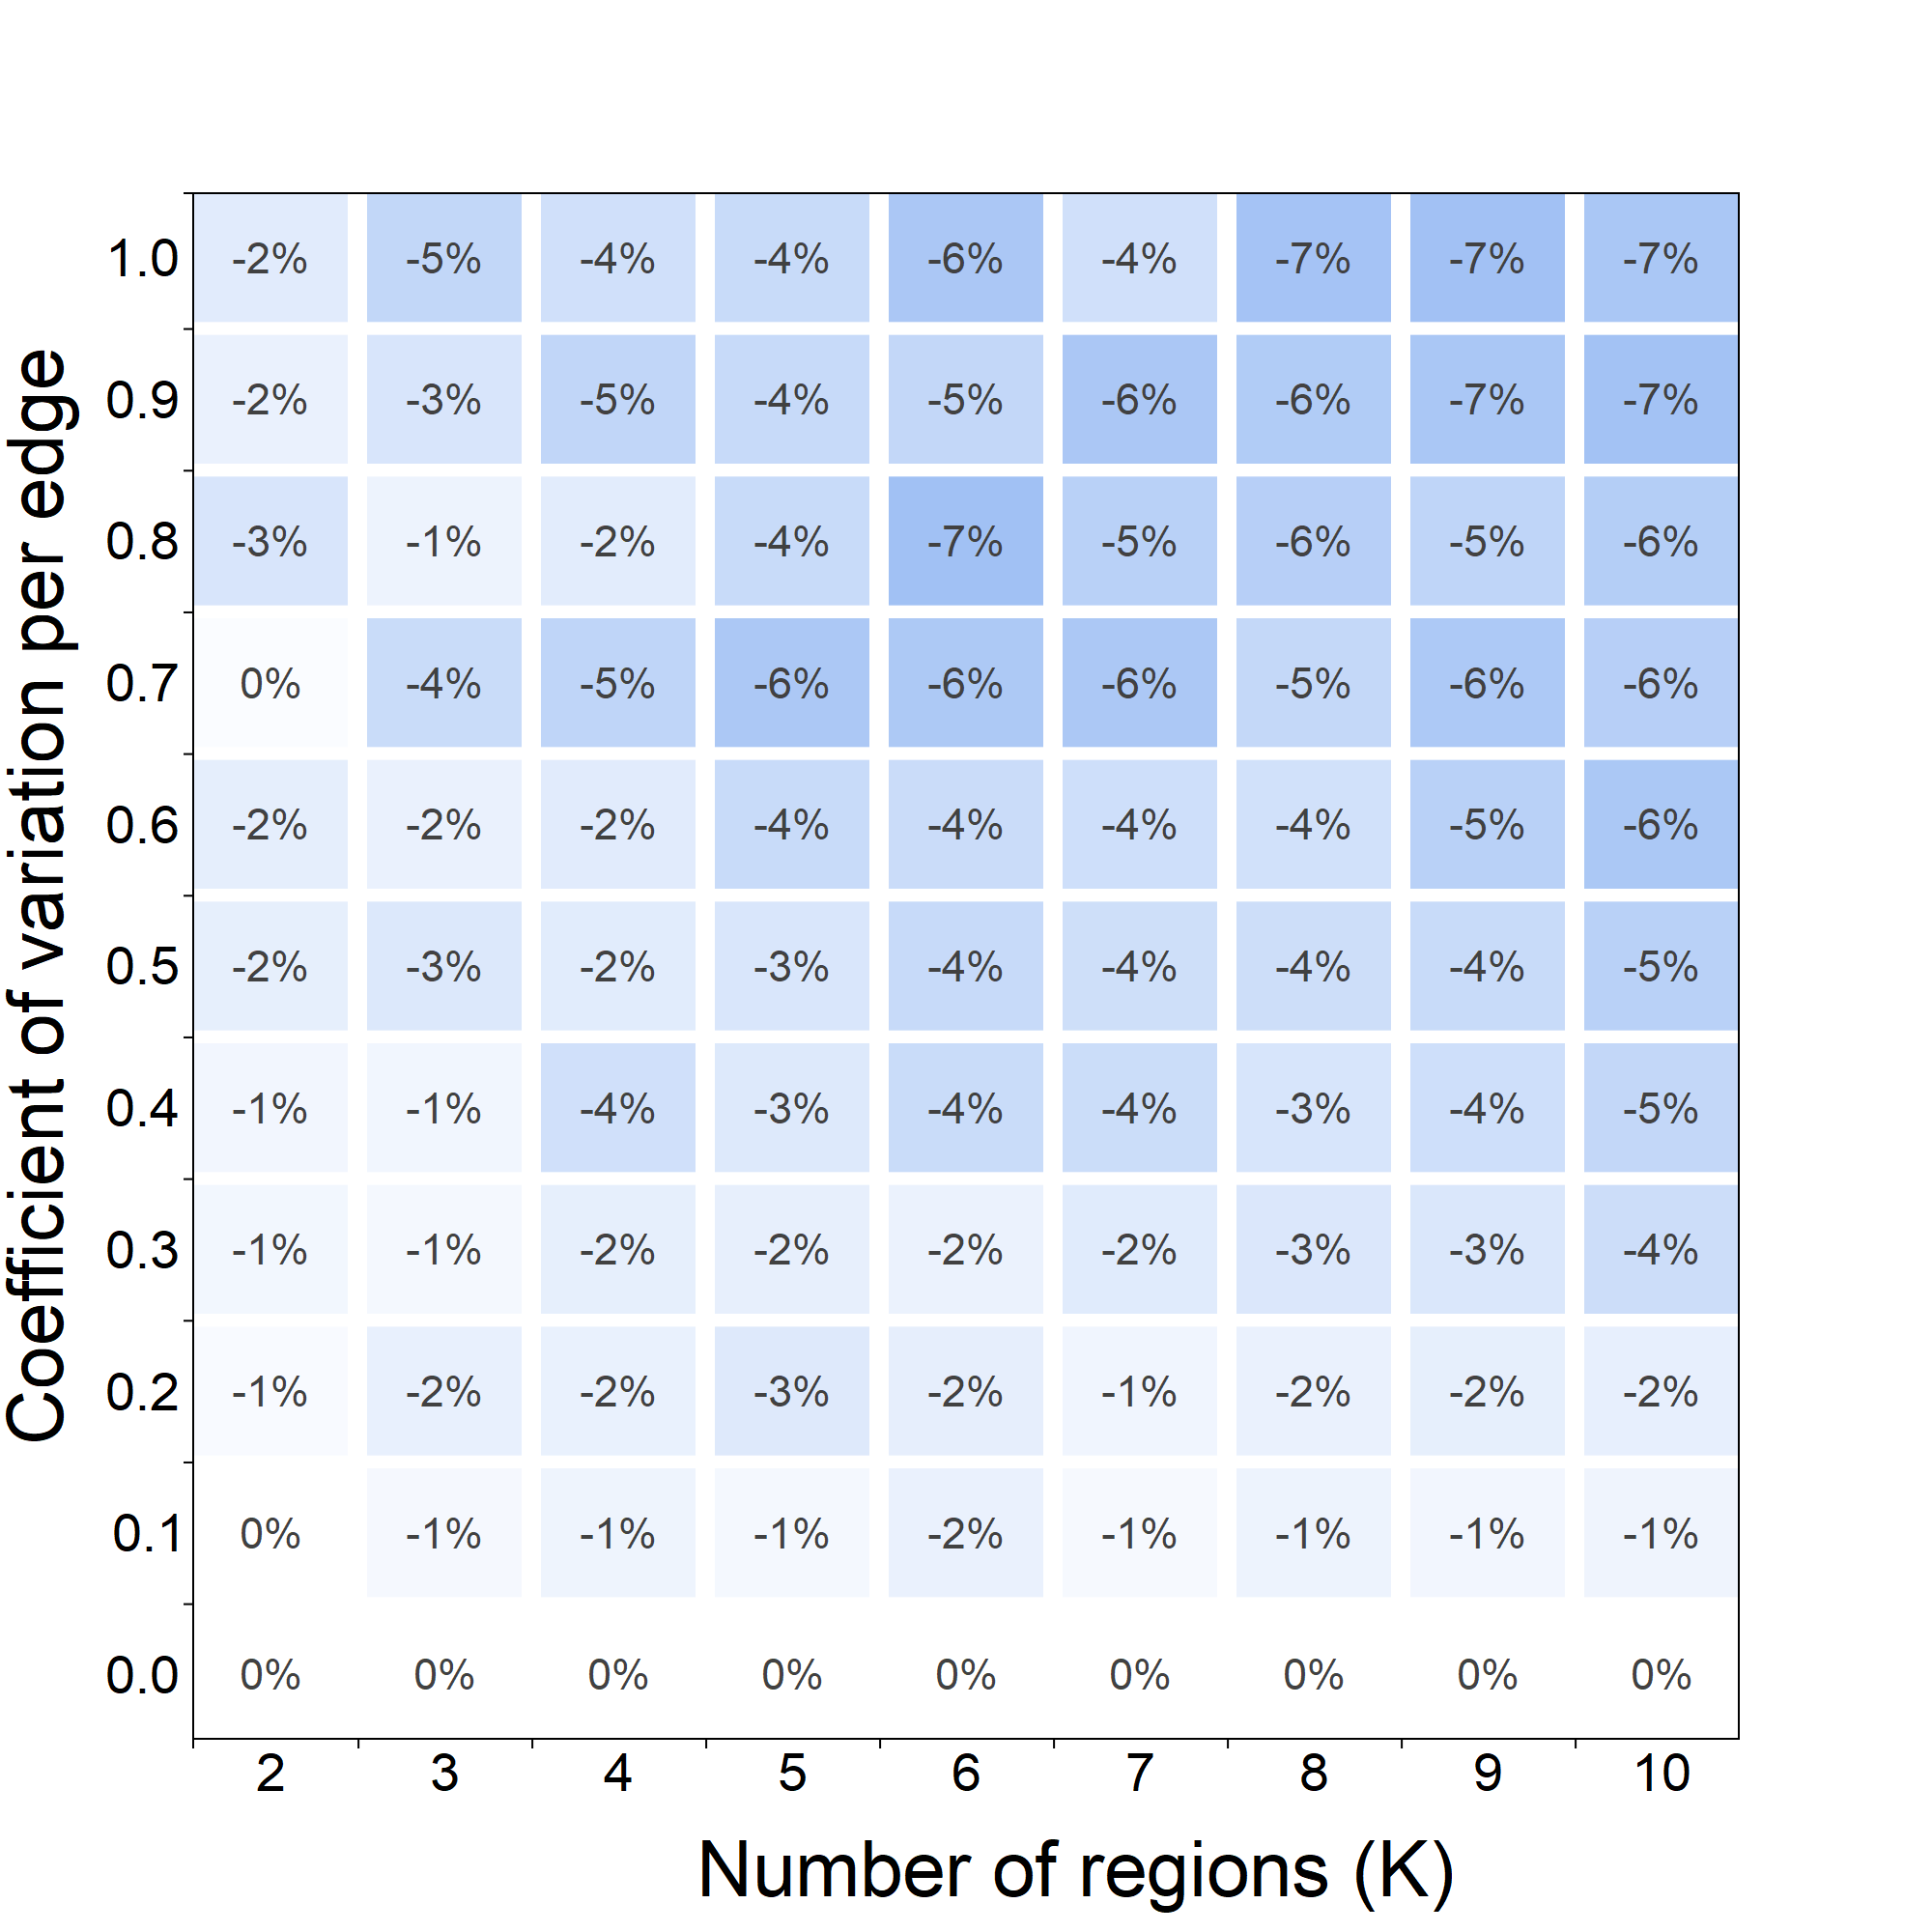 Coefficient of variation per edge
1.0 -2% -5% -4% -4% -6% -4% -7% -7% -7%
0.9 -2% -3% -5% -4% -5% -6% -6% -7% -7%
0.8 -3% -1% -2% -4% -7% -5% -6% -5% -6%
0.7 0% -4% -5% -6% -6% -6% -5% -6% -6%
0.6 -2% -2% -2% -4% -4% -4% -4% -5% -6%
0.5 -2% -3% -2% -3% -4% -4% -4% -4% -5%
0.4 -1% -1% -4% -3% -4% -4% -3% -4% -5%
0.3 -1% -1% -2% -2% -2% -2% -3% -3% -4%
0.2 -1% -2% -2% -3% -2% -1% -2% -2% -2%
0.1 0% -1% -1% -1% -2% -1% -1% -1% -1%
0.0 0% 0% 0% 0% 0% 0% 0% 0% 0%
2 3 4 5 6 7 8 9 10
Number of regions (K)